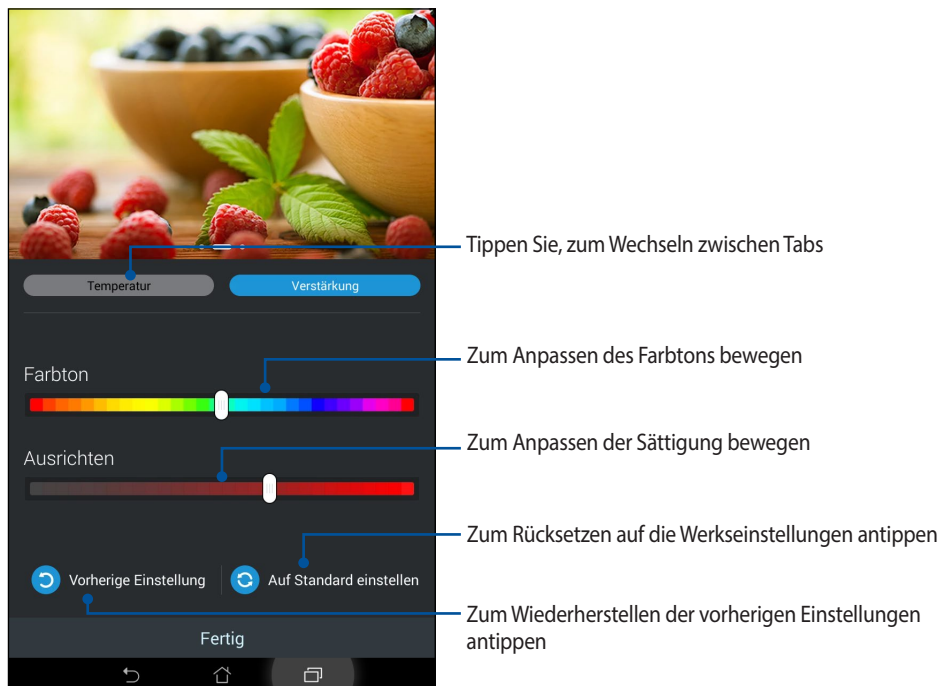 Tippen Sie, zum Wechseln zwischen Tabs
Temperatur
Verstärkung
Zum Anpassen des Farbtons bewegen
Farbton
Zum Anpassen der Sättigung bewegen
Ausrichten
Zum Rücksetzen auf die Werkseinstellungen antippen
Vorherige Einstellung
Auf Standard einstellen
Zum Wiederherstellen der vorherigen Einstellungen
antippen
Fertig